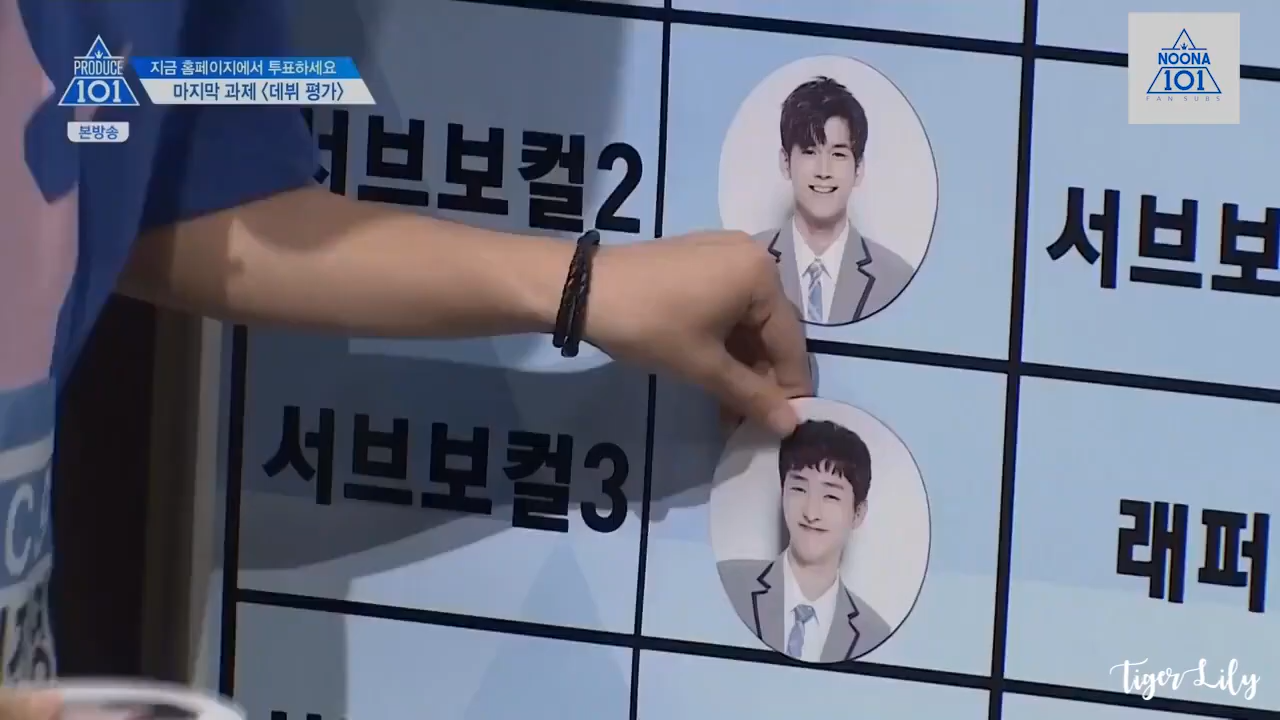 PRODUCE
101
지금 홈페이지에서 투표하세요
마지막 과제 〈데뷔 평가〉
본방송
NOONA
101
FAN SUBS
서브보컬2
서브보
서브보컬3
래퍼
Tiger Lily